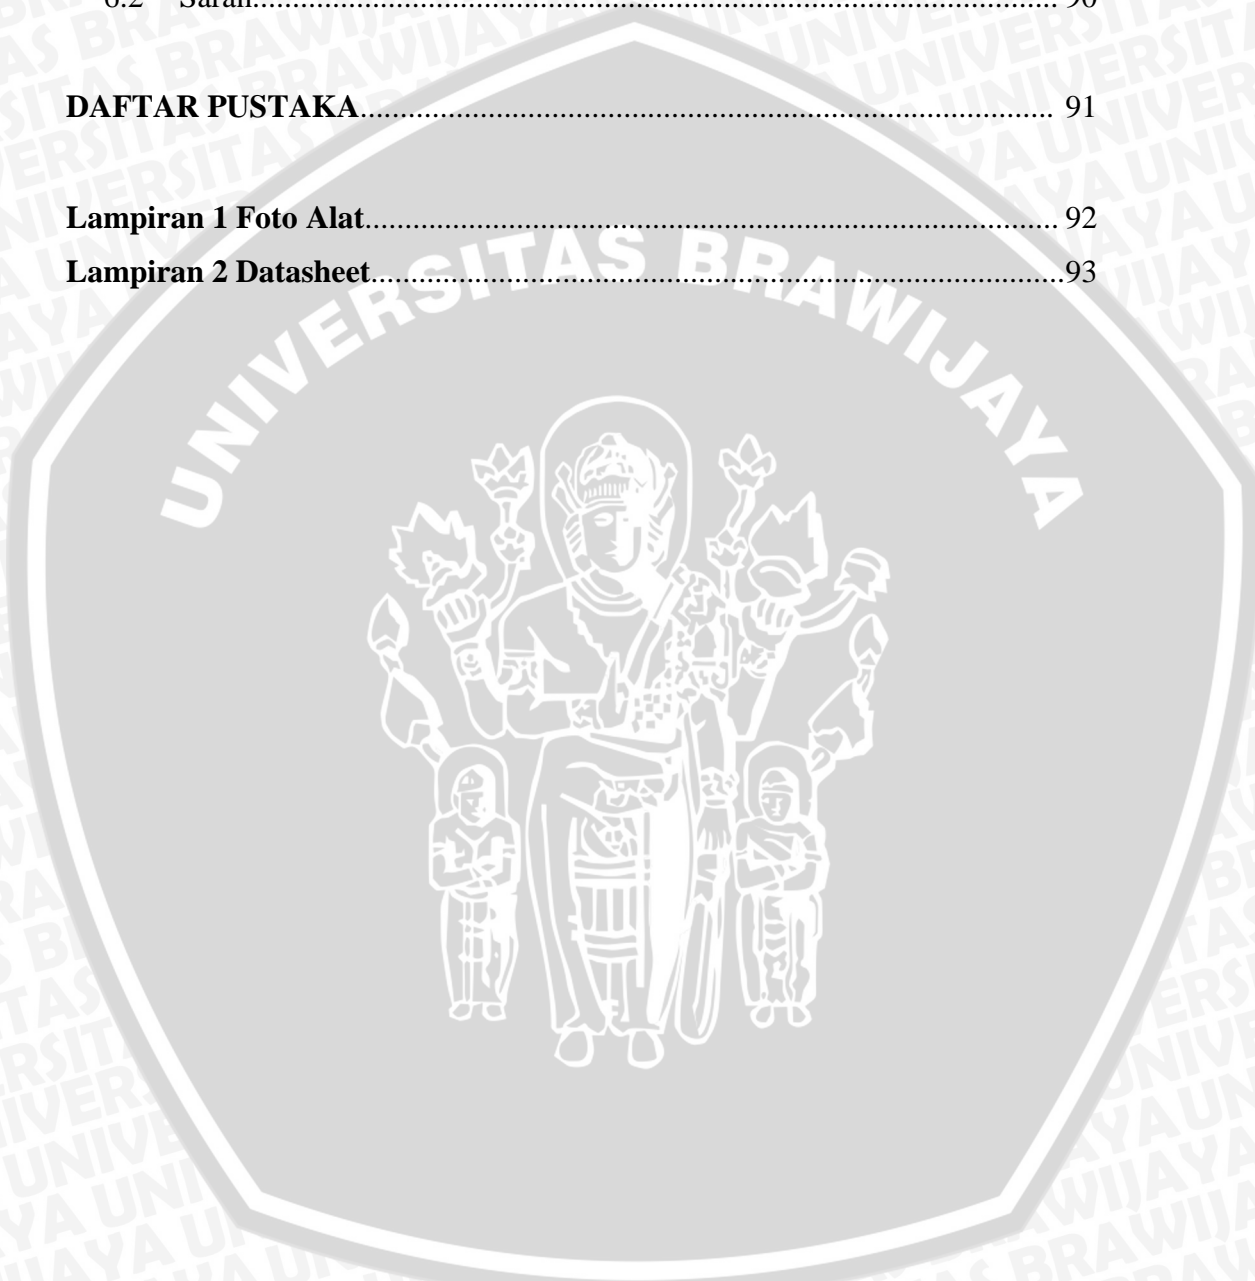 6.2 Saran.......................................................................................................... 90
DAFTAR PUSTAKA......................................................................................... 91
Lampiran 1 Foto Alat......................................................................................... 92
Lampiran 2 Datasheet.........................................................................................93
UNIVERSITAS BRAWIJAYA